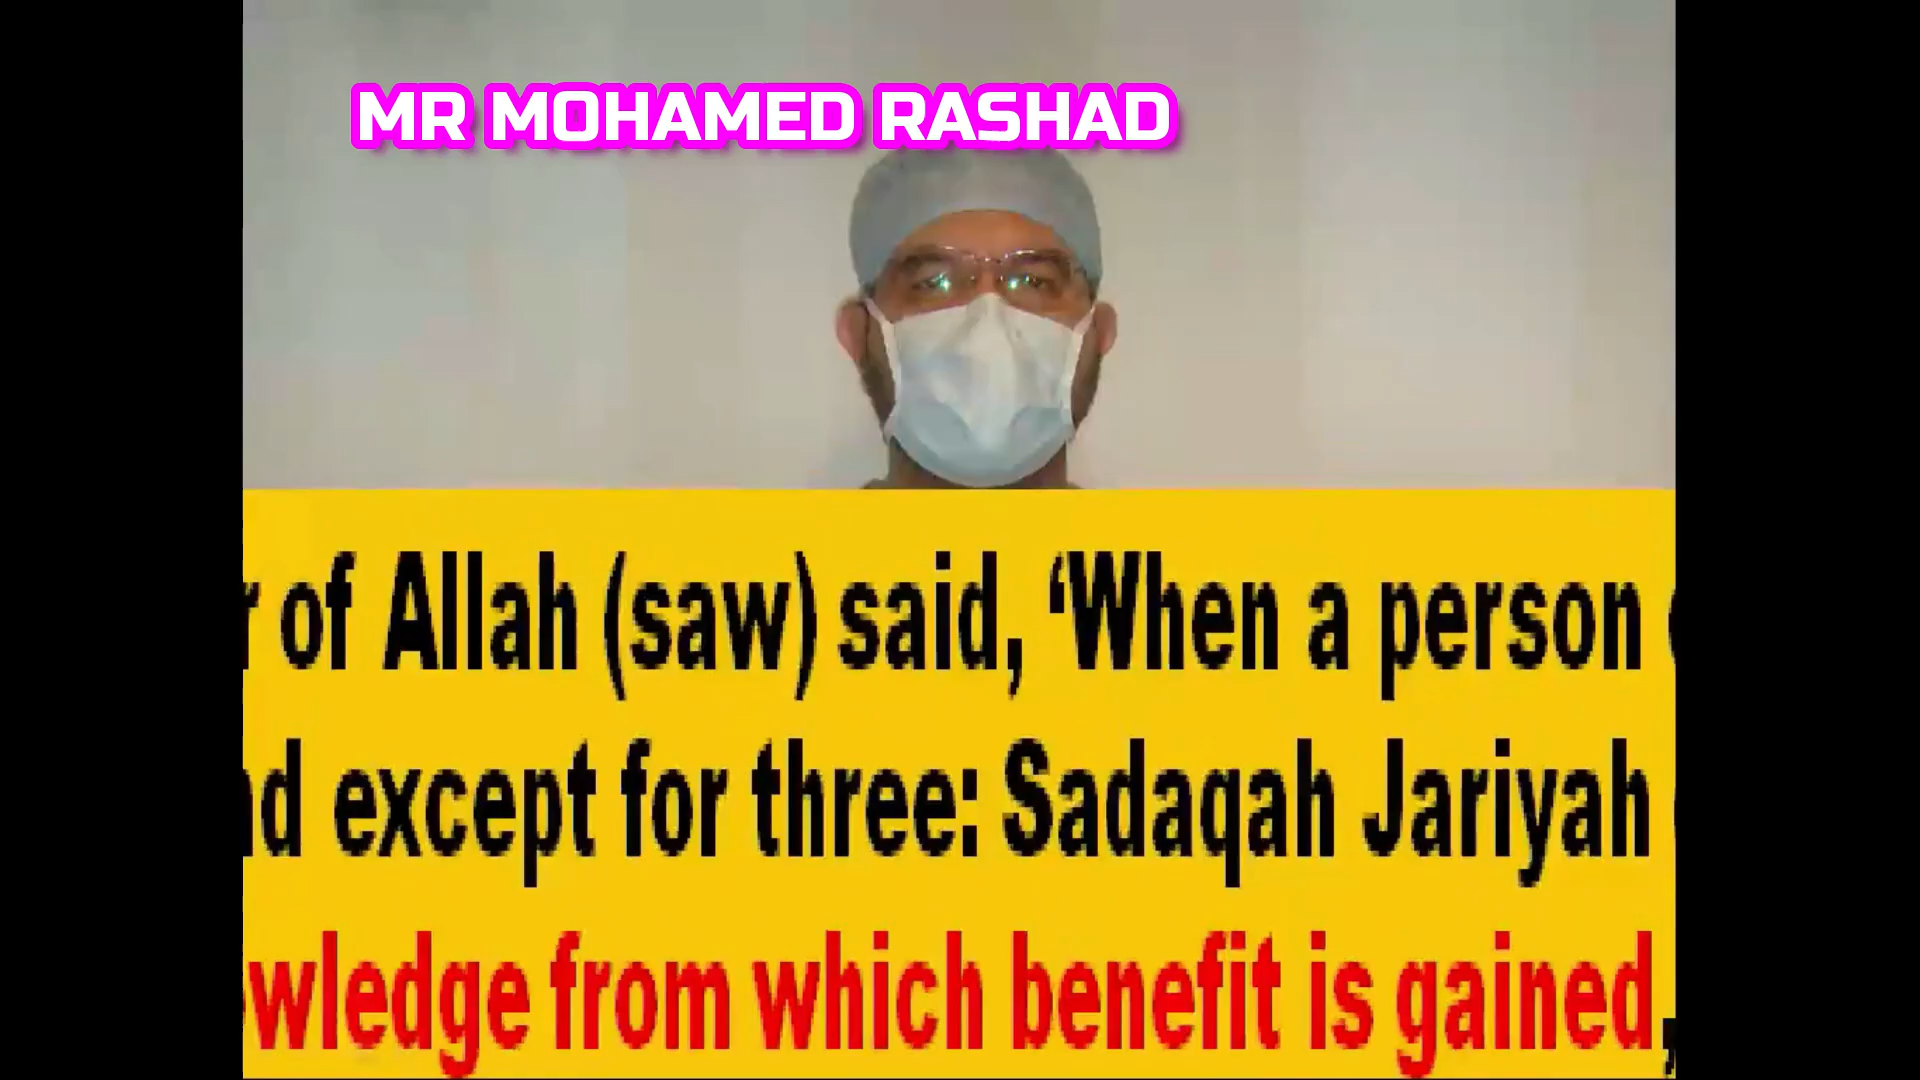 MR MOHAMED RASHAD
of Allah (saw) said, ‘When a person
except for three: Sadaqah Jariyah
wledge from which benefit is gained,